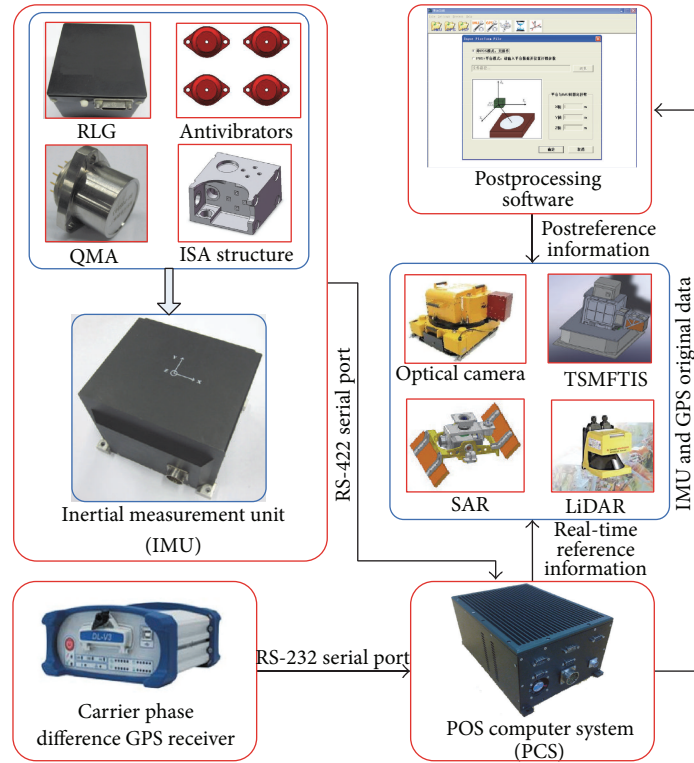 RLG
Antivibrators
QMA
ISA structure
Inertial measurement unit
(IMU)
Postprocessing
software
Postreference
information
Optical camera
TSMFTIS
SAR
LiDAR
IMU and GPS original data
RS-422 serial port
Real-time
reference
information
DL-V3
Carrier phase
difference GPS receiver
RS-232 serial port
POS computer system
(PCS)